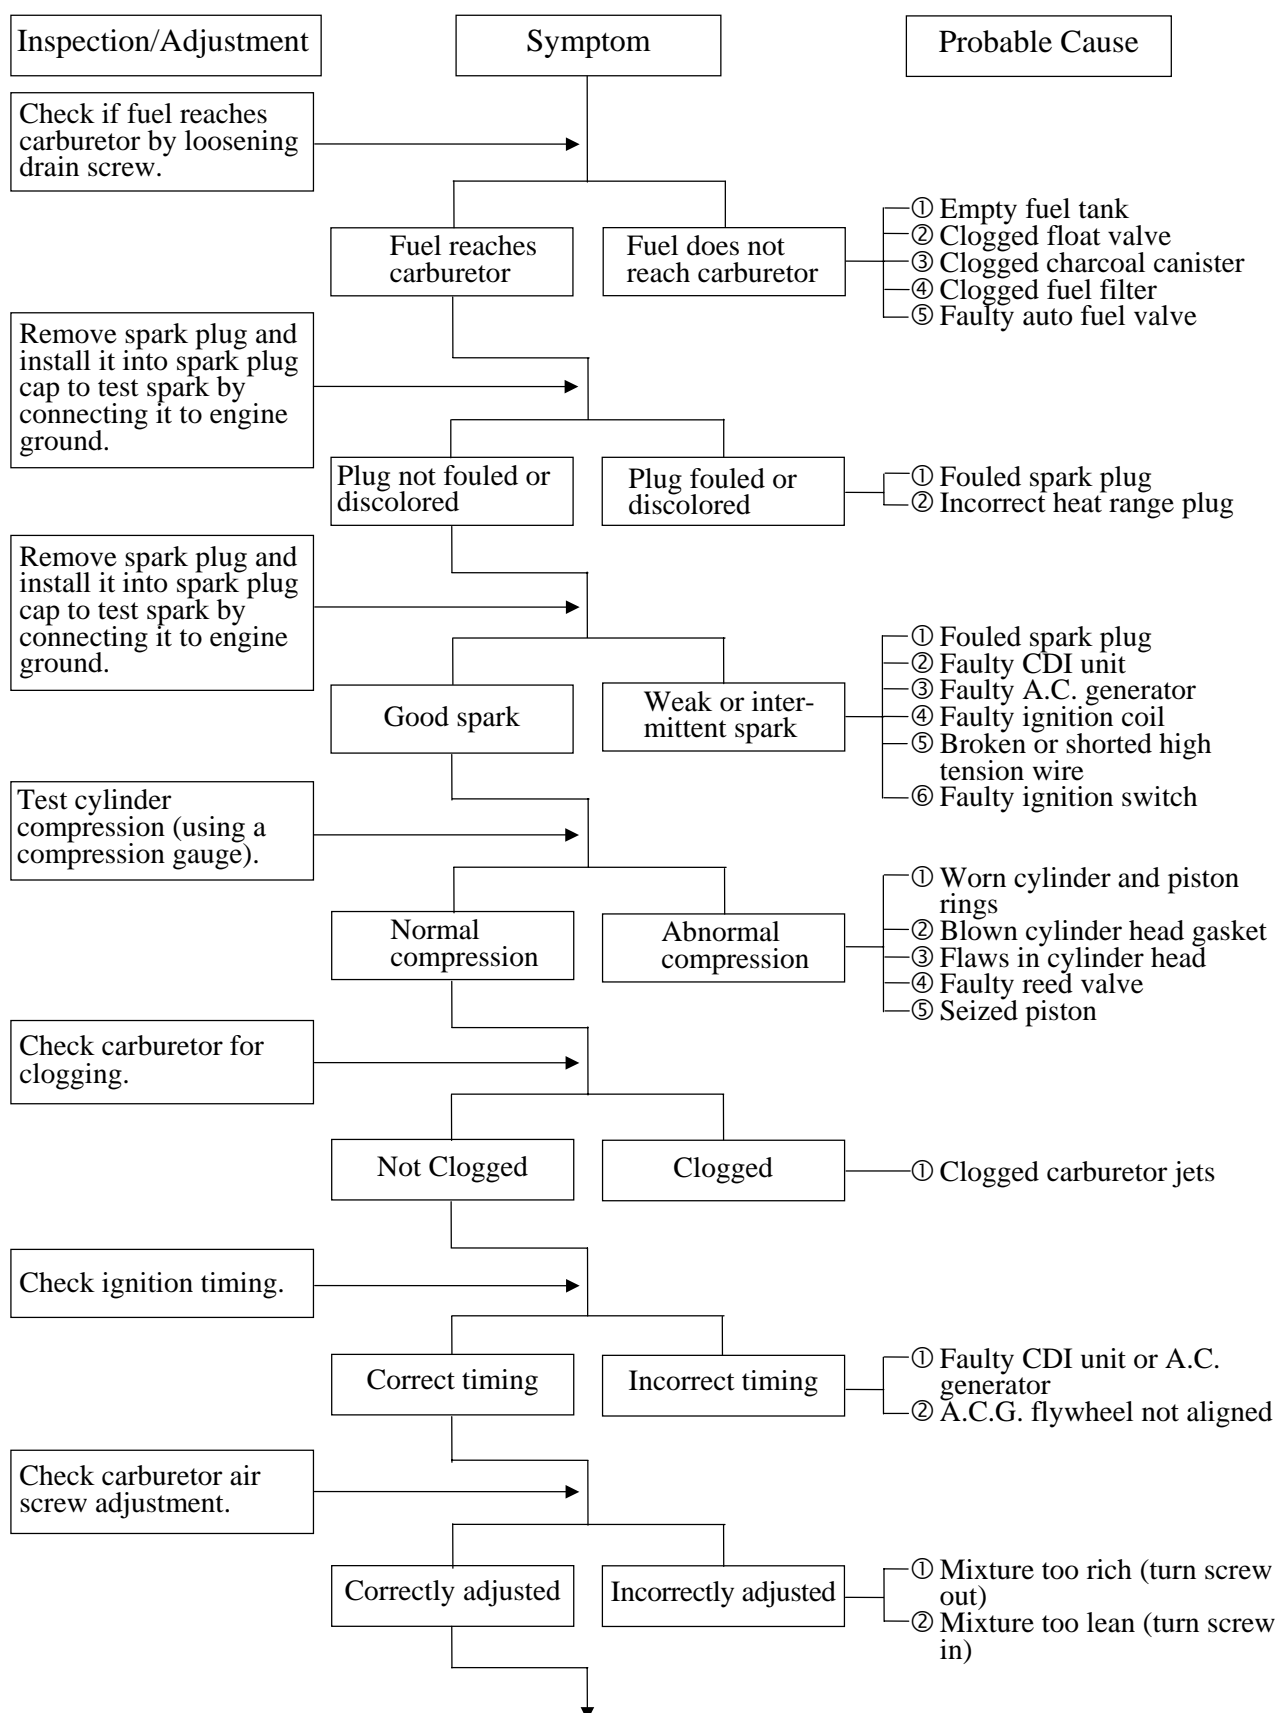 Inspection/Adjustment
Symptom
Probable Cause
Check if fuel reaches
carburetor by loosening
drain screw.
Fuel reaches
carburetor
Fuel does not
reach carburetor
① Empty fuel tank
② Clogged float valve
③ Clogged charcoal canister
④ Clogged fuel filter
⑤ Faulty auto fuel valve
Remove spark plug and
install it into spark plug
cap to test spark by
connecting it to engine
ground.
Plug not fouled or
discolored
Plug fouled or
discolored
① Fouled spark plug
② Incorrect heat range plug
Remove spark plug and
install it into spark plug
cap to test spark by
connecting it to engine
ground.
Good spark
Weak or inter-
mittent spark
① Fouled spark plug
② Faulty CDI unit
③ Faulty A.C. generator
④ Faulty ignition coil
⑤ Broken or shorted high
tension wire
⑥ Faulty ignition switch
Test cylinder
compression (using a
compression gauge).
Normal
compression
Abnormal
compression
① Worn cylinder and piston
rings
② Blown cylinder head gasket
③ Flaws in cylinder head
④ Faulty reed valve
⑤ Seized piston
Check carburetor for
clogging.
Not Clogged
Clogged
① Clogged carburetor jets
Check ignition timing.
Correct timing
Incorrect timing
① Faulty CDI unit or A.C.
generator
② A.C.G. flywheel not aligned
Check carburetor air
screw adjustment.
Correctly adjusted
Incorrectly adjusted
① Mixture too rich (turn screw
out)
② Mixture too lean (turn screw
in)